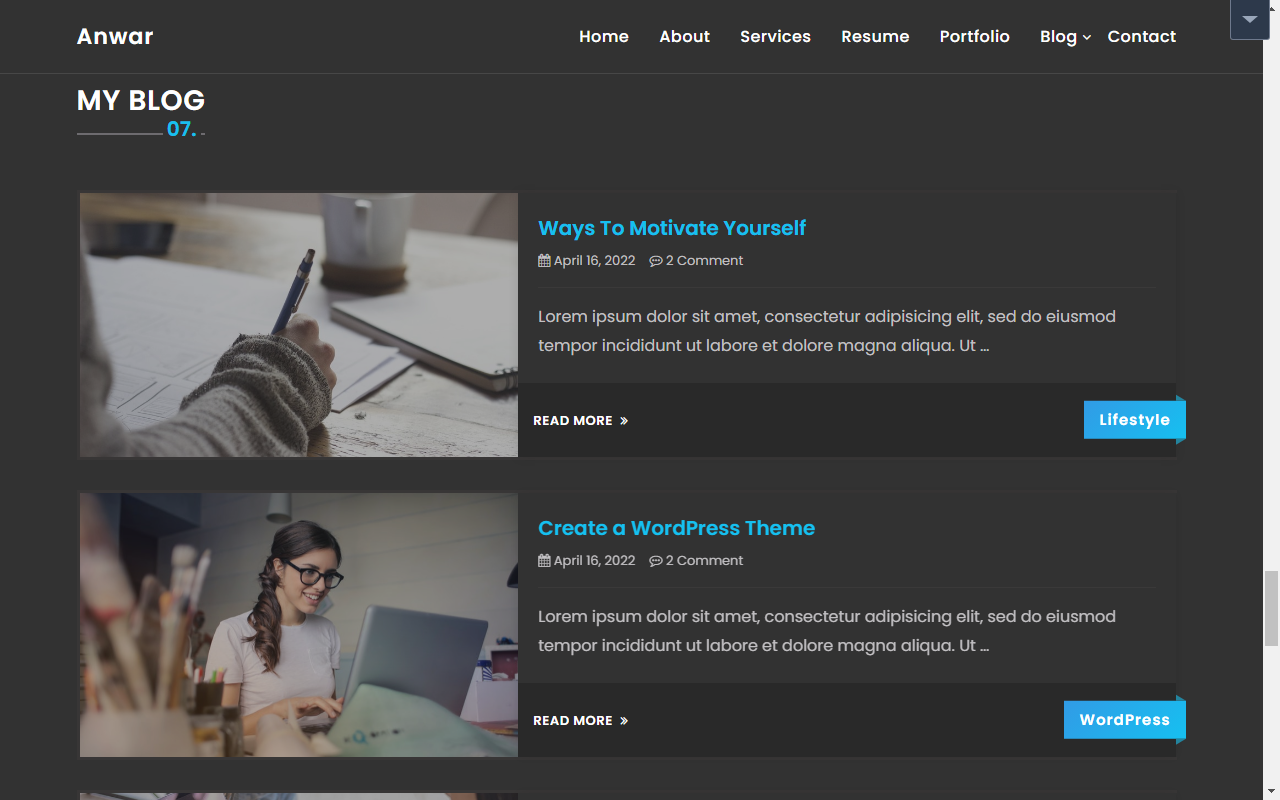 Anwar
Home About Services Resume Portfolio Blog Contact
MY BLOG
07.
Ways To Motivate Yourself
April 16, 2022 2 Comment
Lorem ipsum dolor sit amet, consectetur adipisicing elit, sed do eiusmod
tempor incididunt ut labore et dolore magna aliqua. Ut ...
READ MORE »
Lifestyle
Create a WordPress Theme
April 16, 2022 2 Comment
Lorem ipsum dolor sit amet, consectetur adipisicing elit, sed do eiusmod
tempor incididunt ut labore et dolore magna aliqua. Ut ...
READ MORE »
WordPress